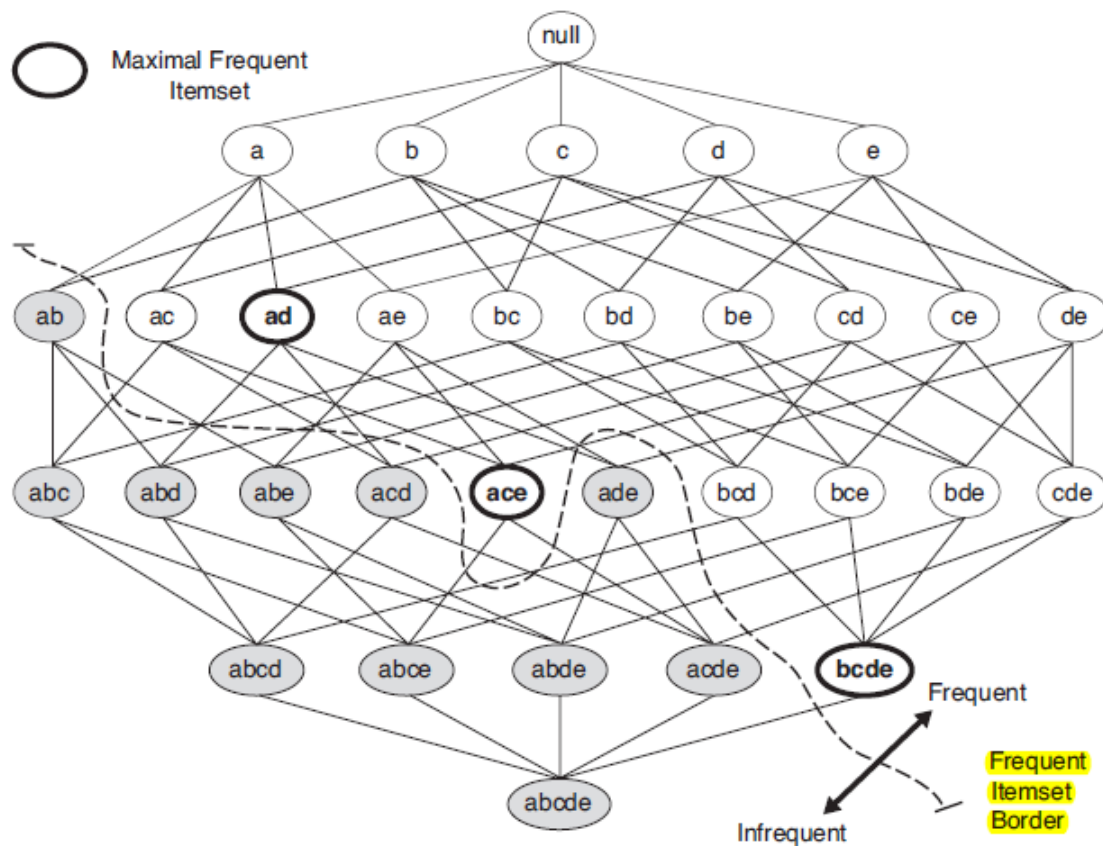 null
Maximal Frequent
Itemset
a b c d e
ab ac ad ae bc bd be cd ce de
abc abd abe acd ace ade bcd bce bde cde
abcd abce abde acde bcde
Frequent
Frequent
Itemset
Border
abcde
Infrequent